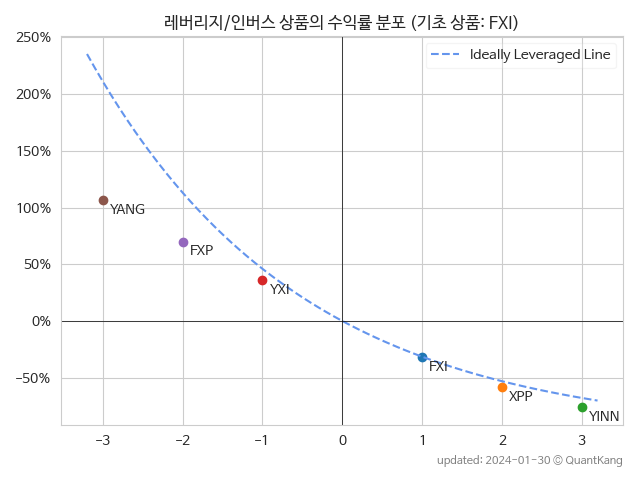 레버리지/인버스 상품의 수익률 분포 (기초 상품: FXI)
250%
200%
150%
100%
50%
0%
−50%
Ideally Leveraged Line
YANG
FXP
YXI
FXI
XPP
YINN
−3
−2
−1
0
1
2
3
updated: 2024-01-30 © QuantKang